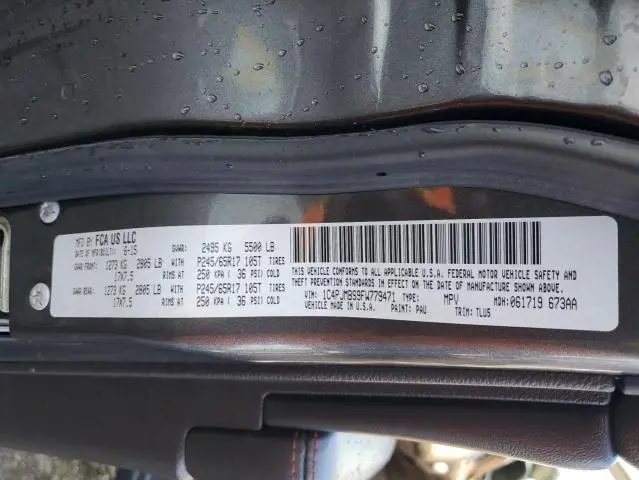 MFD BY FCA US LLC
DATE OF MFR(BUILT): 6-15 GVWR: 2495 KG 5500 LB
GAWR FRONT: 1273 KG 2805 LB WITH P245/65R17 105T TIRES
17X7.5 RIMS AT 250 KPA ( 36 PSI) COLD
GAWR REAR: 1273 KG 2805 LB WITH P245/65R17 105T TIRES
17X7.5 RIMS AT 250 KPA ( 36 PSI) COLD
THIS VEHICLE CONFORMS TO ALL APPLICABLE U.S.A. FEDERAL MOTOR VEHICLE SAFETY AND
THEFT PREVENTION STANDARDS IN EFFECT ON THE DATE OF MANUFACTURE SHOWN ABOVE.
VIN: 1C4PJMBS9FW779471 TYPE: MPV MDH: 061719 673AA
VEHICLE MADE IN U.S.A. PAINT: PAU TRIM: TLUS